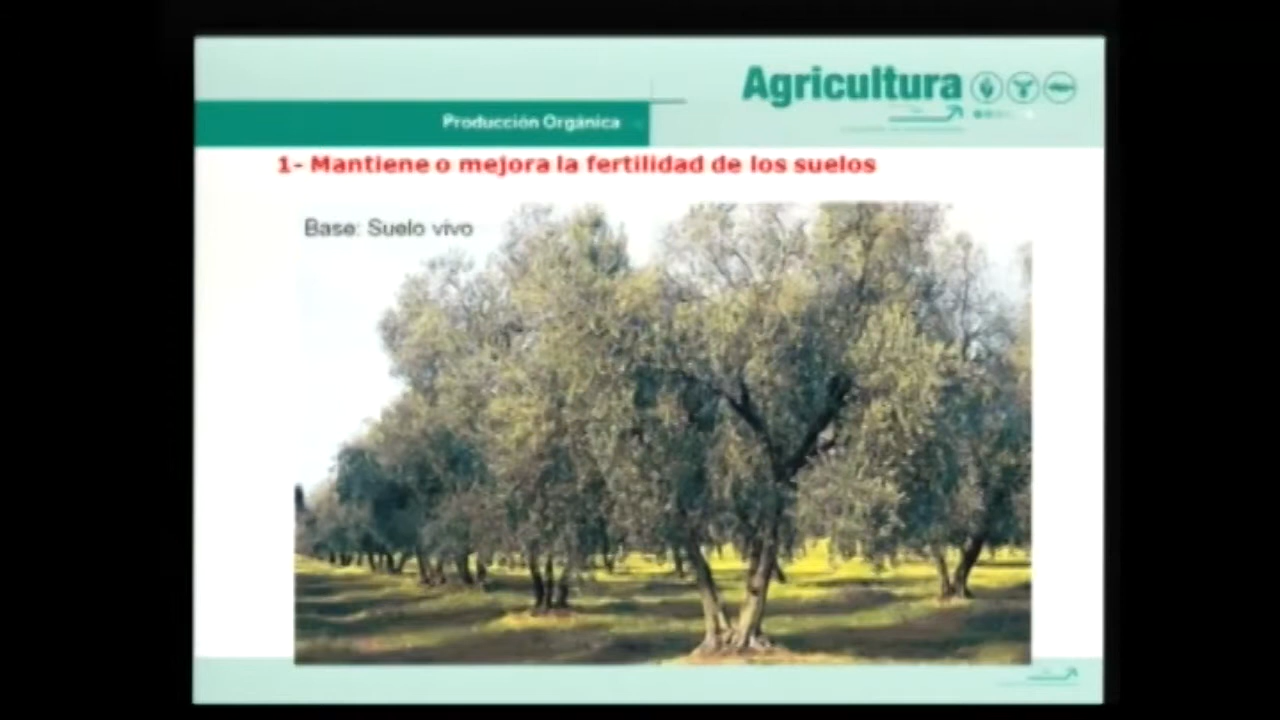 Agricultura
Producción Orgánica
1- Mantiene o mejora la fertilidad de los suelos
Base: Suelo vivo